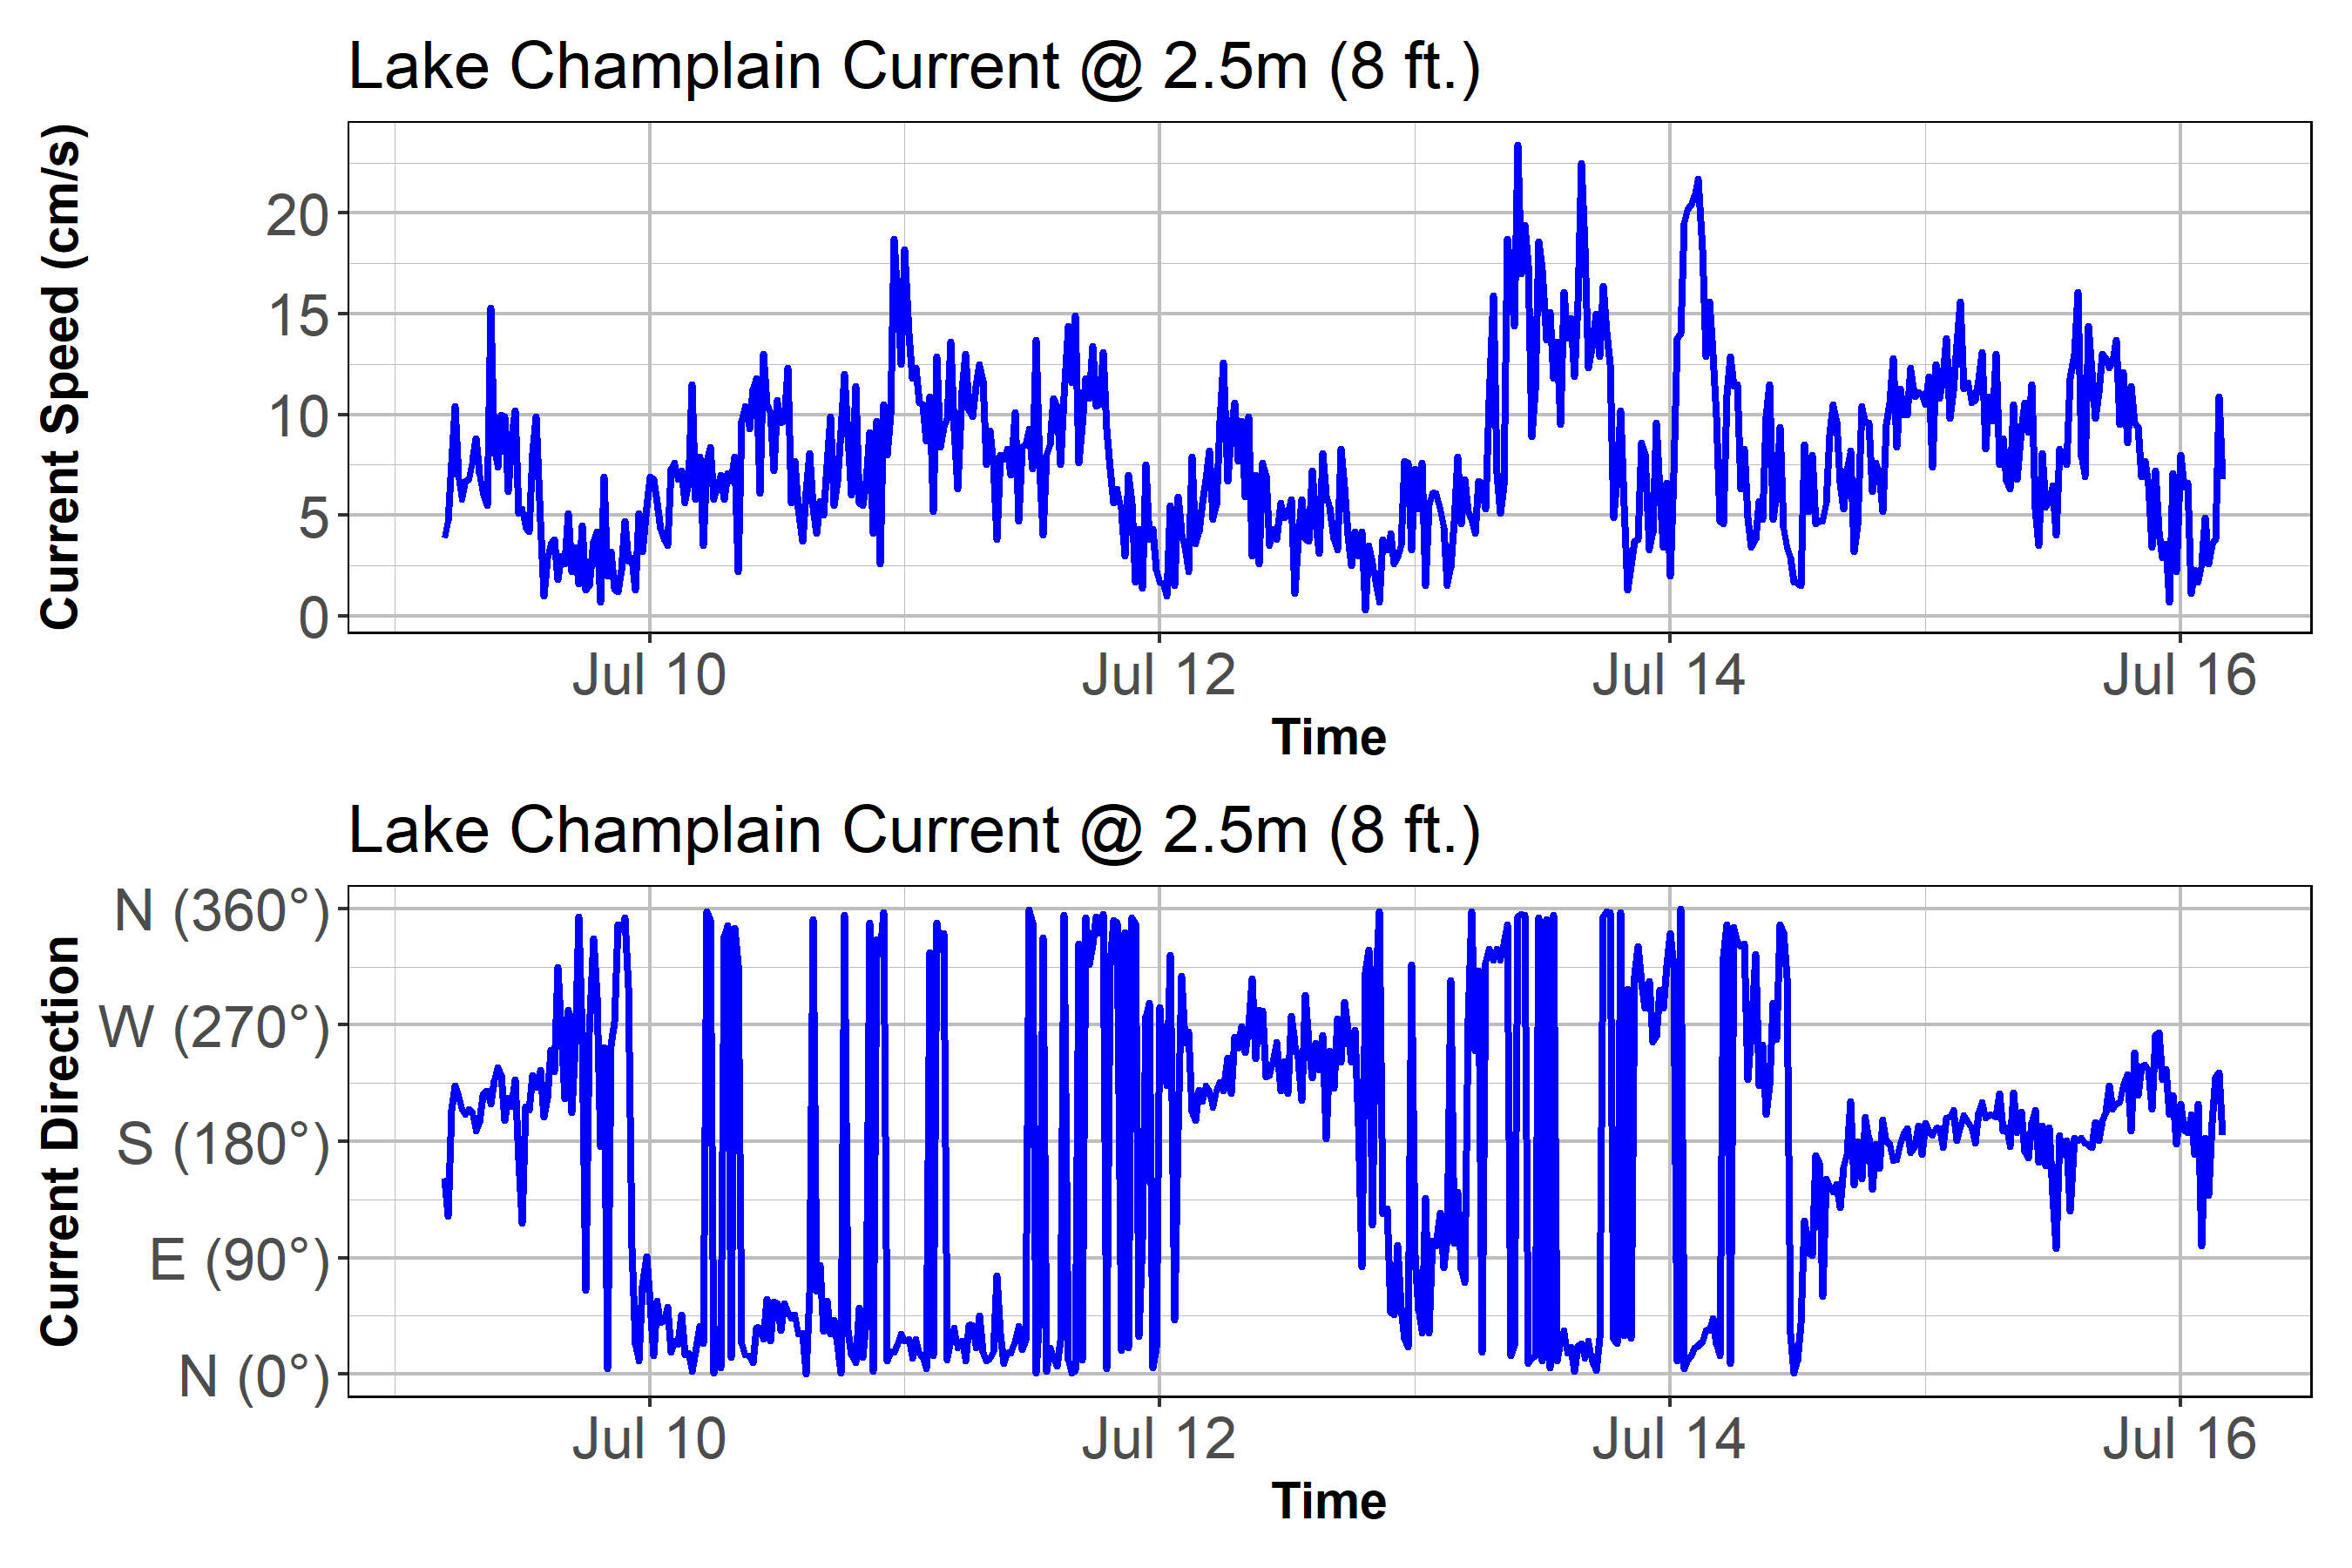 Lake Champlain Current @ 2.5m (8 ft.)
Current Speed (cm/s)
20
15
10
5
0
Jul 10 Jul 12 Jul 14 Jul 16
Time
Lake Champlain Current @ 2.5m (8 ft.)
Current Direction
N (360°)
W (270°)
S (180°)
E (90°)
N (0°)
Jul 10 Jul 12 Jul 14 Jul 16
Time